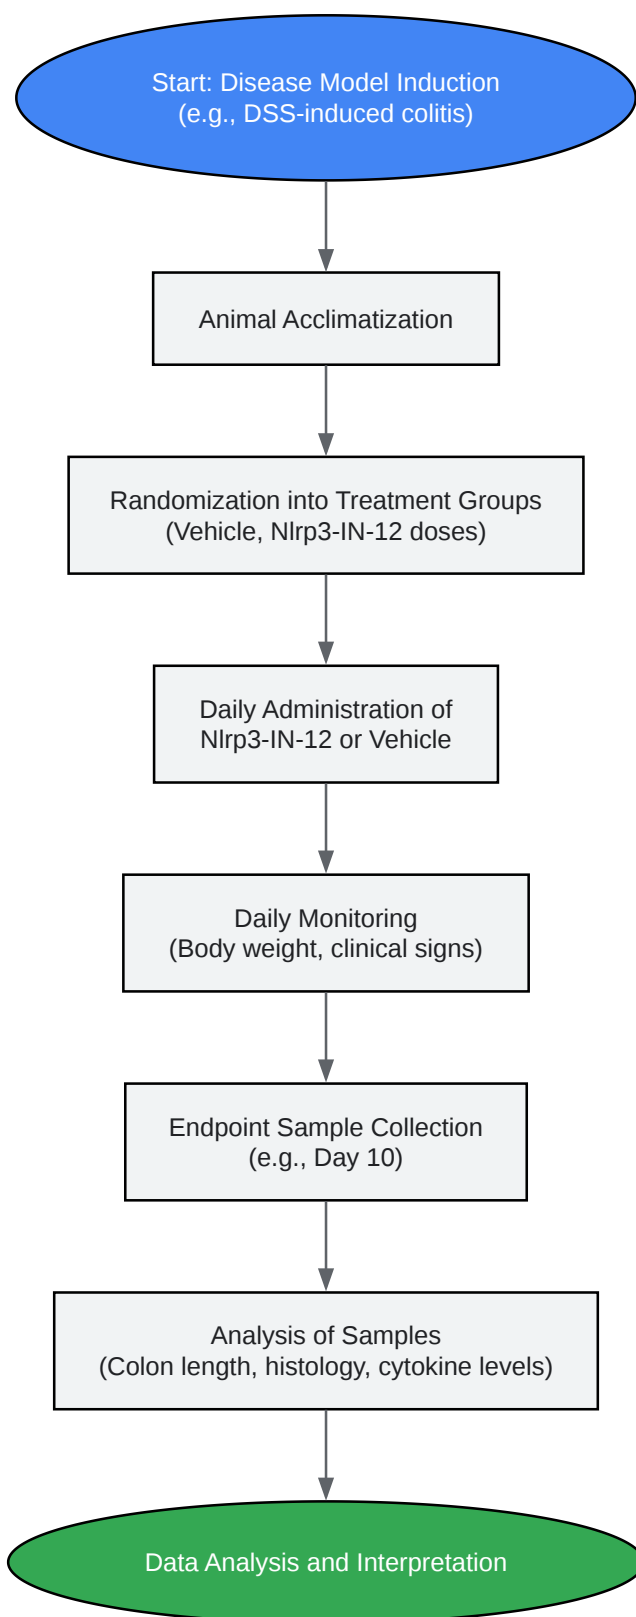 Start: Disease Model Induction
(e.g., DSS-induced colitis)
Animal Acclimatization
Randomization into Treatment Groups
(Vehicle, Nlrp3-IN-12 doses)
Daily Administration of
Nlrp3-IN-12 or Vehicle
Daily Monitoring
(Body weight, clinical signs)
Endpoint Sample Collection
(e.g., Day 10)
Analysis of Samples
(Colon length, histology, cytokine levels)
Data Analysis and Interpretation